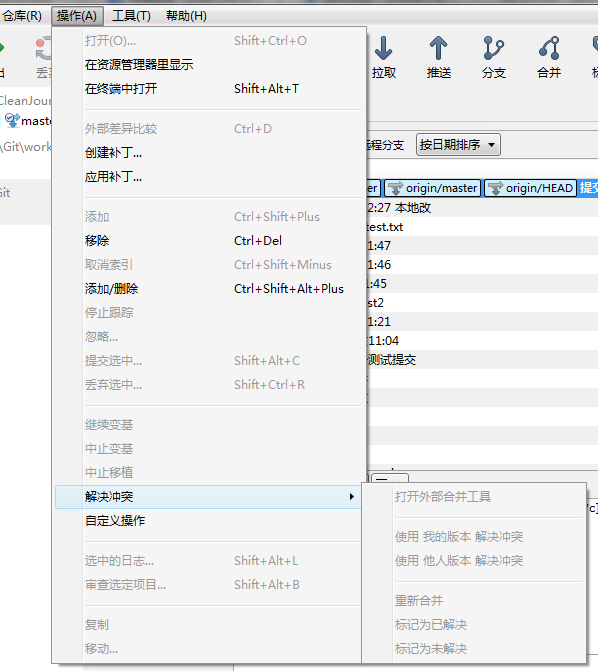 仓库(R) 操作(A) 工具(T) 帮助(H)
打开(O)... Shift+Ctrl+O
在资源管理器里显示
在终端中打开 Shift+Alt+T
外部差异比较 Ctrl+D
创建补丁...
应用补丁...
添加 Ctrl+Shift+Plus
移除 Ctrl+Del
取消索引 Ctrl+Shift+Minus
添加/删除 Ctrl+Shift+Alt+Plus
停止跟踪
忽略...
提交选中... Shift+Alt+C
丢弃选中... Shift+Ctrl+R
继续变基
中止变基
中止移植
解决冲突
自定义操作
选中的日志... Shift+Alt+L
审查选定项目... Shift+Alt+B
复制
移动...
打开外部合并工具
使用 我的版本 解决冲突
使用 他人版本 解决冲突
重新合并
标记为已解决
标记为未解决
拉取 推送 分支 合并
程分支 按日期排序
er origin/master origin/HEAD 提交
2:27 本地改
test.txt
1:47
1:46
1:45
st2
1:21
11:04
测试提交
CleanJour
maste
\Git\work
Git